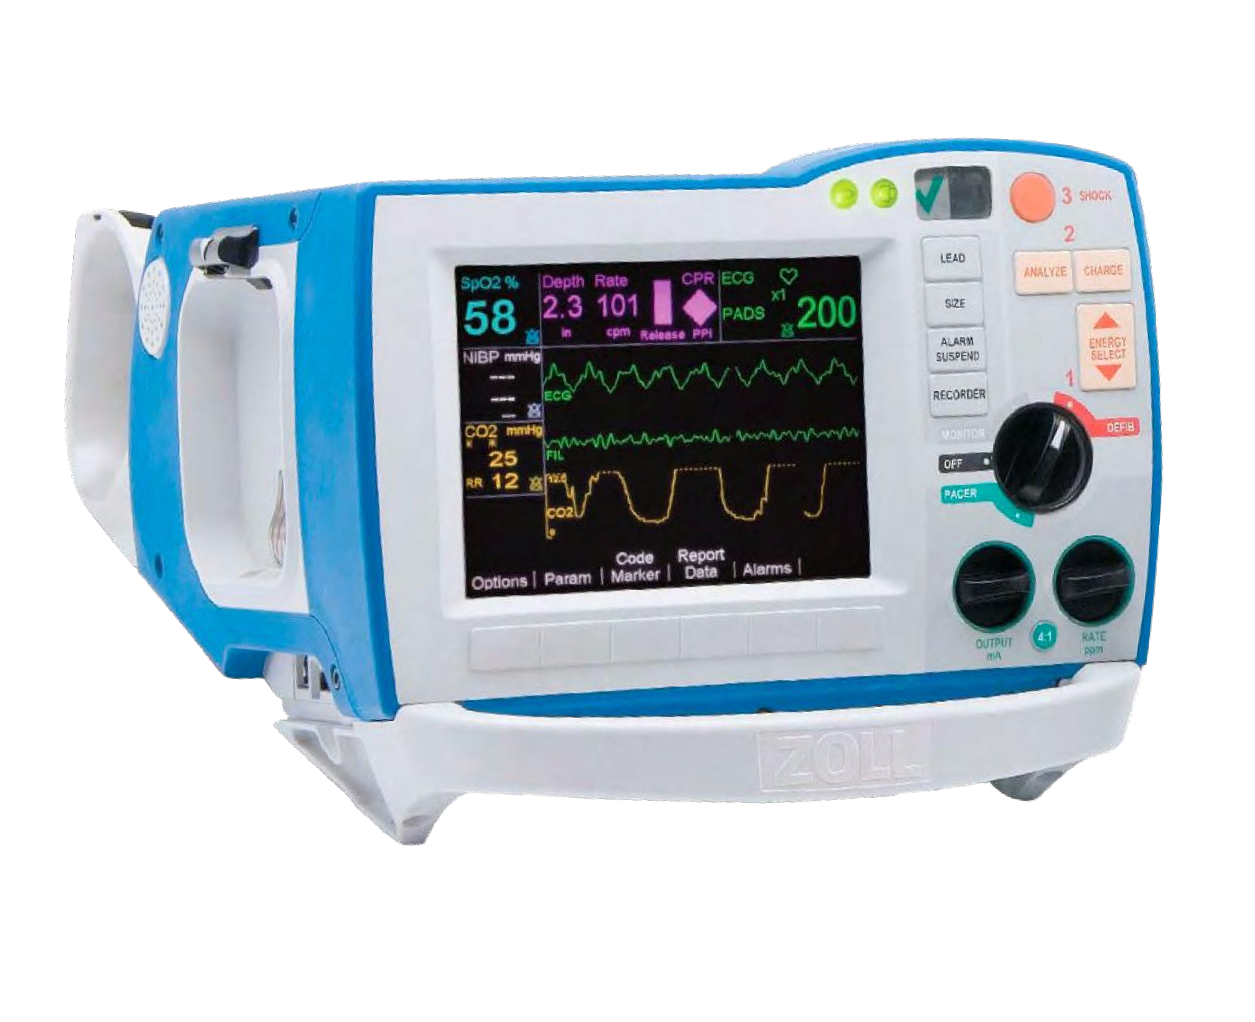 3 SHOCK
2
LEAD
ANALYZE
CHARGE
SIZE
ALARM
SUSPEND
ENERGY
SELECT
RECORDER
1
DEFIB
MONITOR
OFF
PACER
OUTPUT
mA
4:1
RATE
ppm
SpO2 %
58
Depth Rate
2.3 101
in cpm
CPR
Release PPI
ECG
x1
PADS
200
NIBP mmHg
---
---
CO2 mmHg
25
RR 12
ECG
FIL
CO2
0
Options
Param
Code
Marker
Report
Data
Alarms
ZOLL